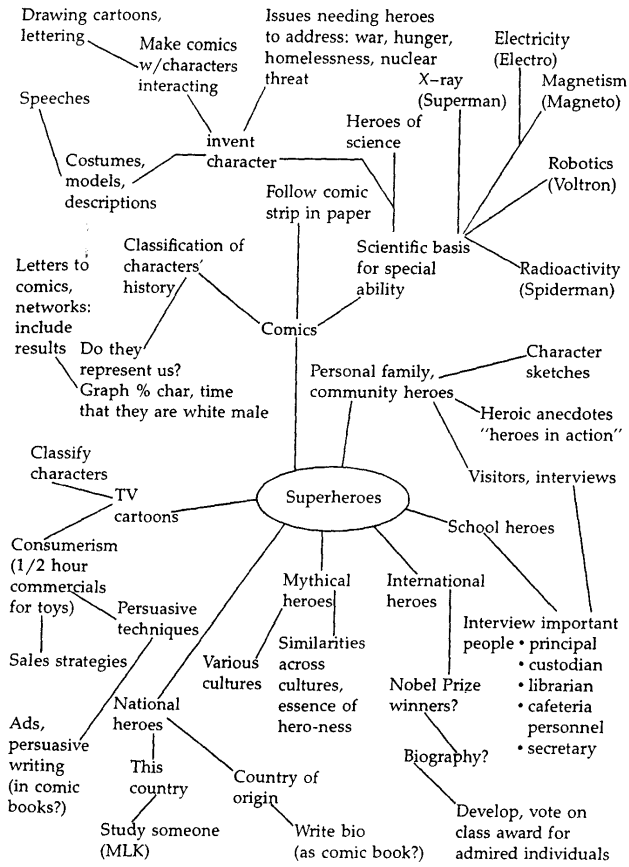 Drawing cartoons,
lettering
Make comics
w/characters
interacting
Issues needing heroes
to address: war, hunger,
homelessness, nuclear
threat
Electricity
(Electro)
X-ray
(Superman)
Magnetism
(Magneto)
Speeches
Heroes of
science
invent
character
Costumes,
models,
descriptions
Robotics
(Voltron)
Follow comic
strip in paper
Classification of
characters'
history
Scientific basis
for special
ability
Radioactivity
(Spiderman)
Letters to
comics,
networks:
include
results
Comics
Do they
represent us?
Graph % char, time
that they are white male
Personal family,
community heroes
Character
sketches
Heroic anecdotes
"heroes in action"
Classify
characters
Visitors, interviews
TV
cartoons
Superheroes
School heroes
Consumerism
(1/2 hour
commercials
for toys)
Mythical
heroes
International
heroes
Persuasive
techniques
Interview important
people • principal
• custodian
• librarian
• cafeteria
personnel
• secretary
Sales strategies
Various
cultures
Similarities
across
cultures,
essence of
hero-ness
Nobel Prize
winners?
National
heroes
Ads,
persuasive
writing
(in comic
books?)
This
country
Country of
origin
Biography?
Study someone
(MLK)
Write bio
(as comic book?)
Develop, vote on
class award for
admired individuals